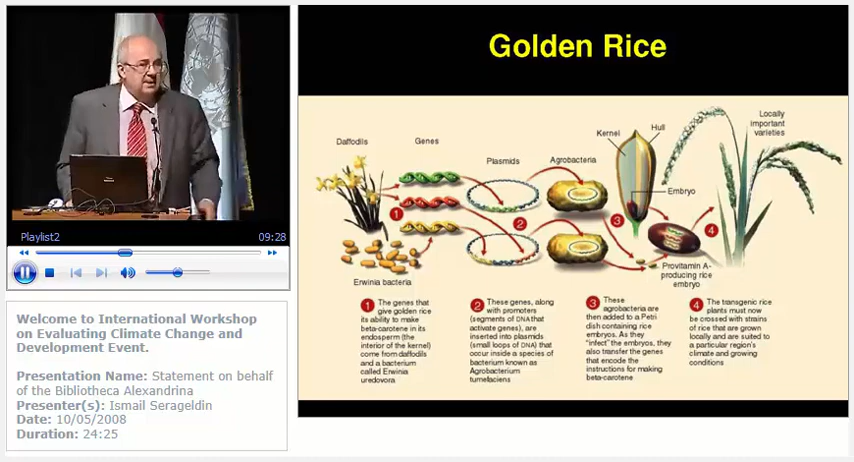 Playlist2
09:28
Welcome to International Workshop
on Evaluating Climate Change and
Development Event.
Presentation Name: Statement on behalf
of the Bibliotheca Alexandrina
Presenter(s): Ismail Serageldin
Date: 10/05/2008
Duration: 24:25
Golden Rice
Daffodils
Genes
Plasmids
Agrobacteria
Kernel
Hull
Embryo
Locally
important
varieties
1
2
3
4
Erwinia bacteria
Provitamin A-
producing rice
embryo
1 The genes that
give golden rice
its ability to make
beta-carotene in its
endosperm (the
interior of the kernel)
come from daffodils
and a bacterium
called Erwinia
uredovora
2 These genes, along
with promoters
(segments of DNA that
activate genes), are
inserted into plasmids
(small loops of DNA) that
occur inside a species of
bacterium known as
Agrobacterium
tumefaciens
3 These
agrobacteria are
then added to a Petri
dish containing rice
embryos. As they
"infect" the embryos, they
also transfer the genes
that encode the
instructions for making
beta-carotene
4 The transgenic rice
plants must now
be crossed with strains
of rice that are grown
locally and are suited to
a particular region's
climate and growing
conditions